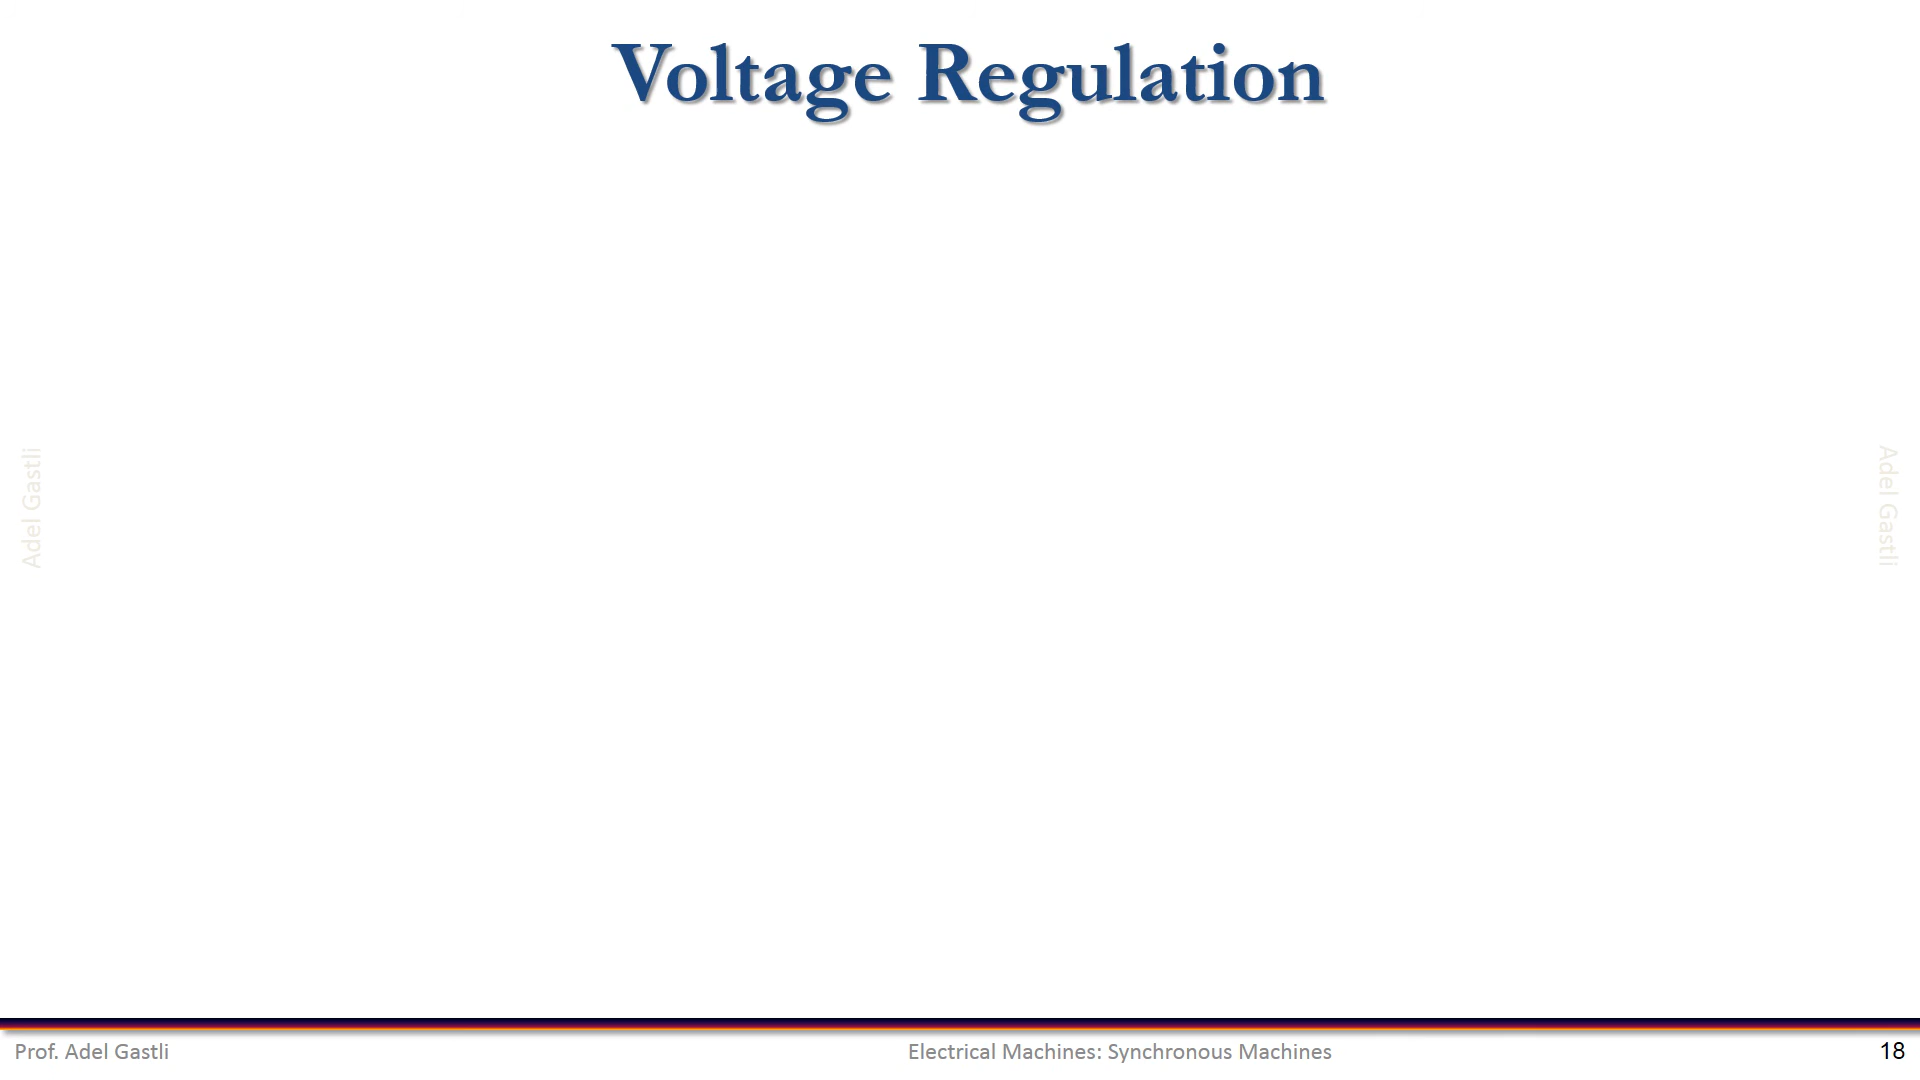 Voltage Regulation
Adel Gastli
Adel Gastli
Prof. Adel Gastli
Electrical Machines: Synchronous Machines
18